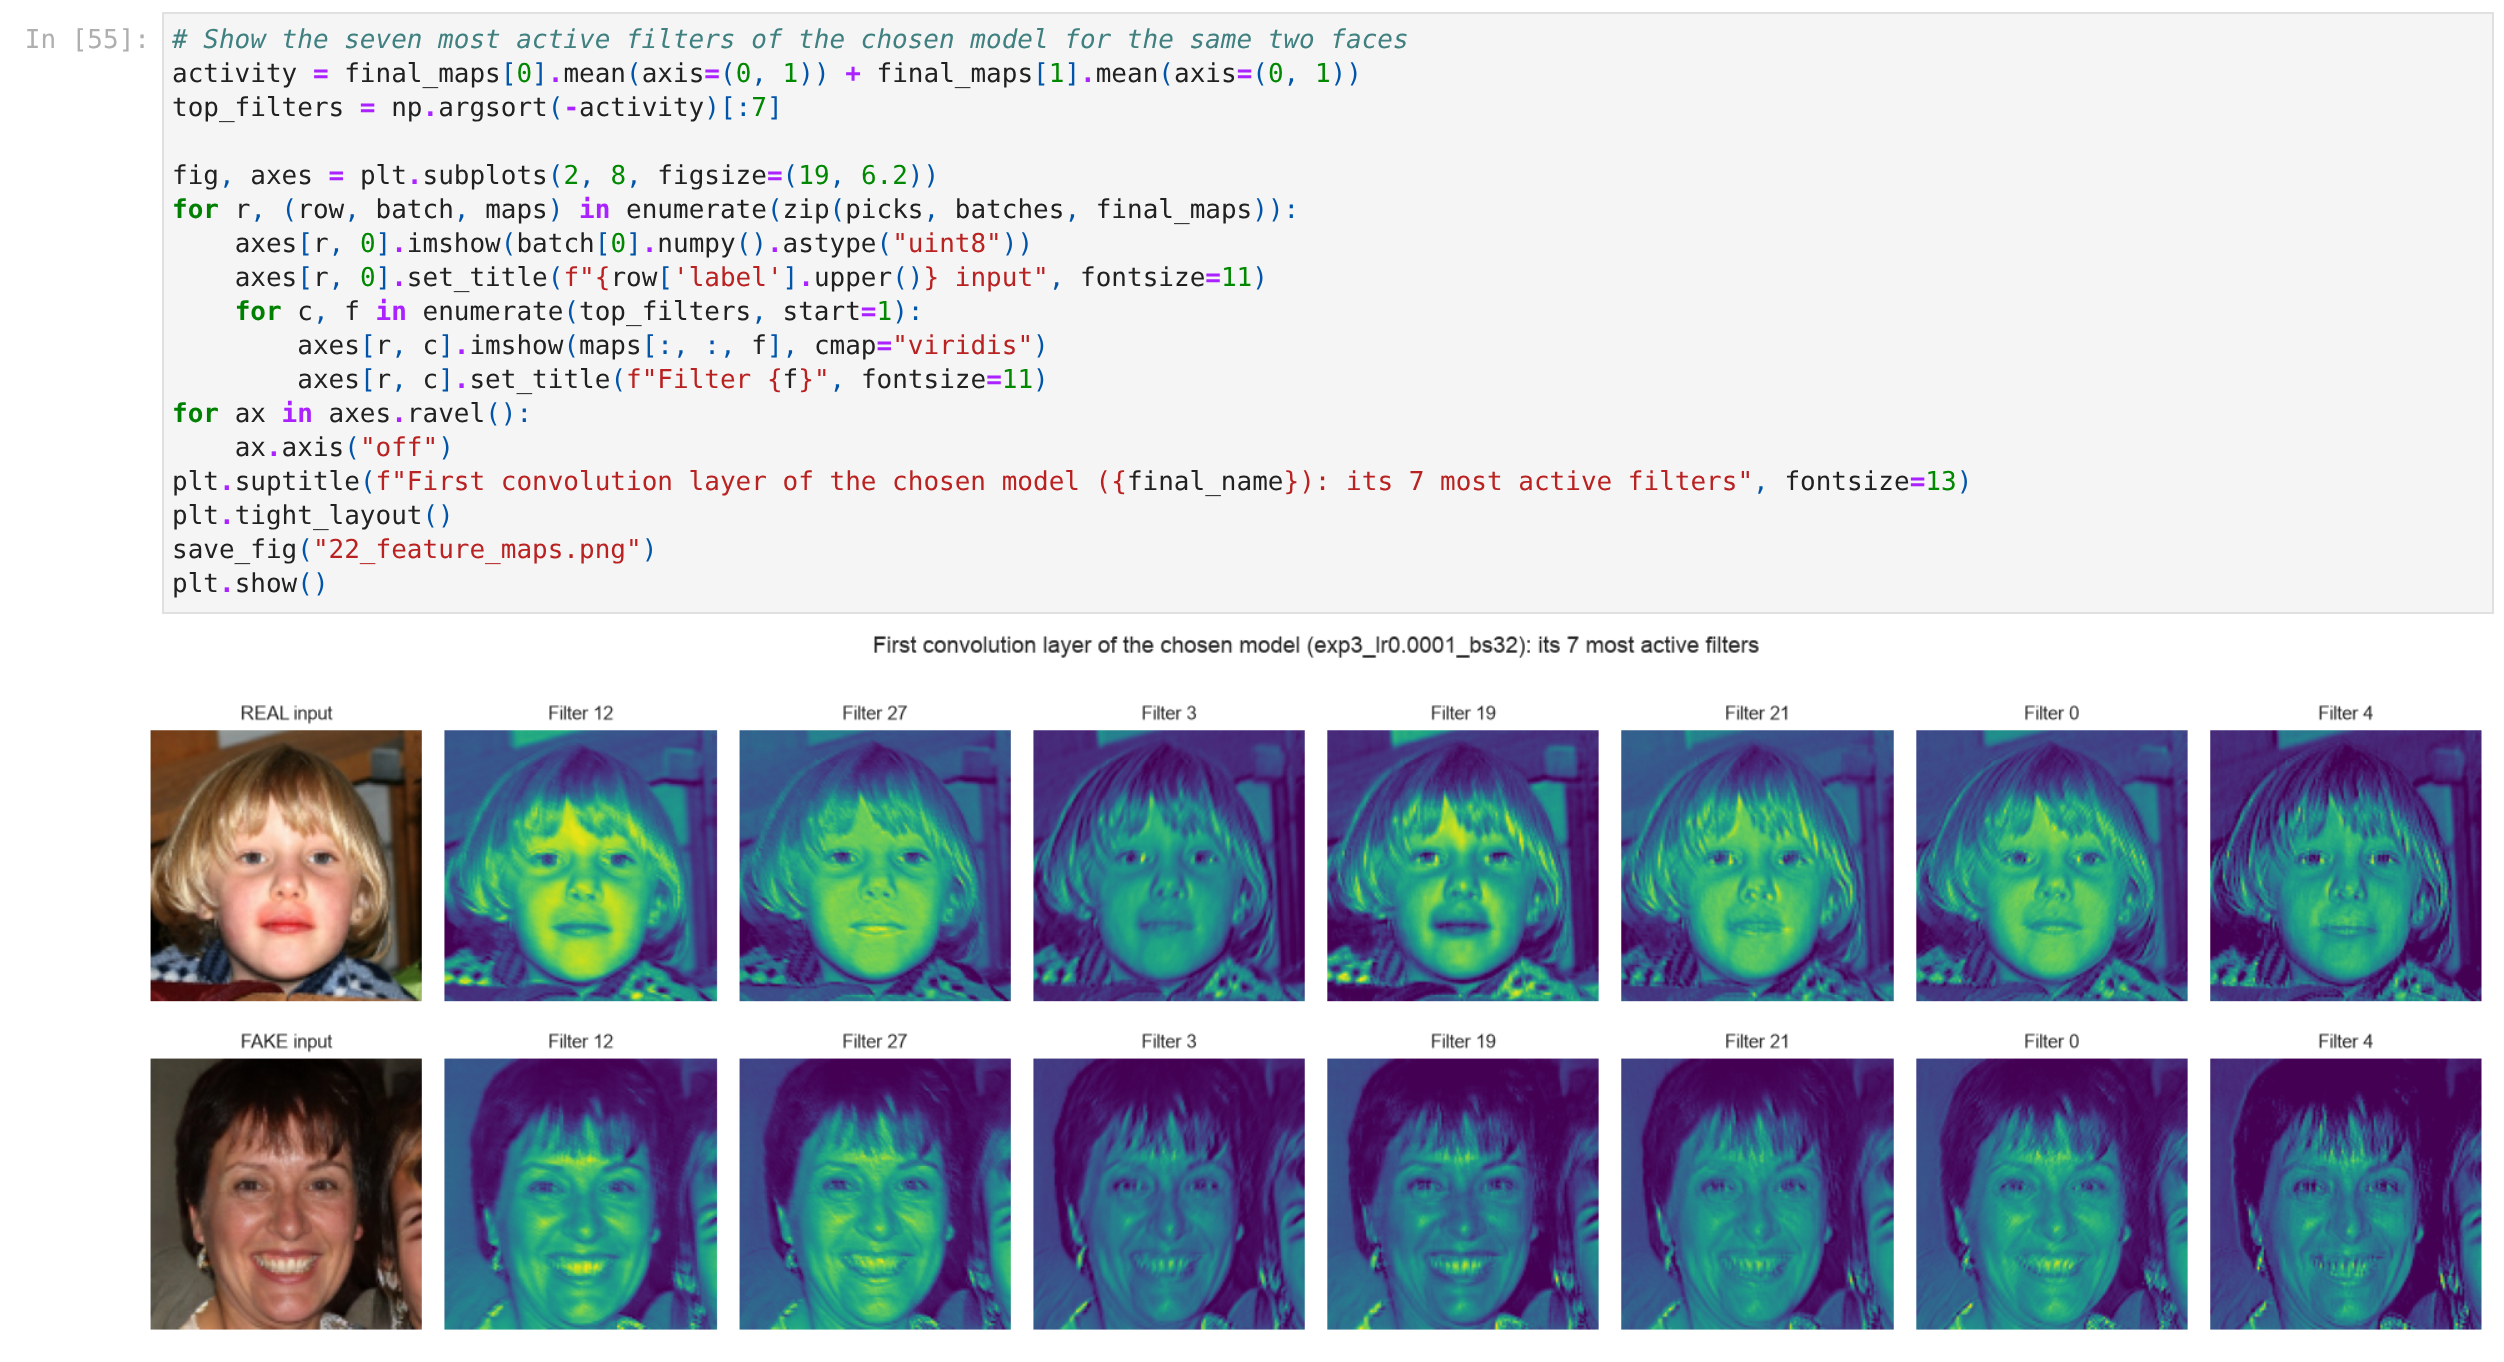 In [55]:
# Show the seven most active filters of the chosen model for the same two faces
activity = final_maps[0].mean(axis=(0, 1)) + final_maps[1].mean(axis=(0, 1))
top_filters = np.argsort(-activity)[:7]

fig, axes = plt.subplots(2, 8, figsize=(19, 6.2))
for r, (row, batch, maps) in enumerate(zip(picks, batches, final_maps)):
    axes[r, 0].imshow(batch[0].numpy().astype("uint8"))
    axes[r, 0].set_title(f"{row['label'].upper()} input", fontsize=11)
    for c, f in enumerate(top_filters, start=1):
        axes[r, c].imshow(maps[:, :, f], cmap="viridis")
        axes[r, c].set_title(f"Filter {f}", fontsize=11)
for ax in axes.ravel():
    ax.axis("off")
plt.suptitle(f"First convolution layer of the chosen model ({final_name}): its 7 most active filters", fontsize=13)
plt.tight_layout()
save_fig("22_feature_maps.png")
plt.show()
First convolution layer of the chosen model (exp3_lr0.0001_bs32): its 7 most active filters
REAL input Filter 12 Filter 27 Filter 3 Filter 19 Filter 21 Filter 0 Filter 4
FAKE input Filter 12 Filter 27 Filter 3 Filter 19 Filter 21 Filter 0 Filter 4